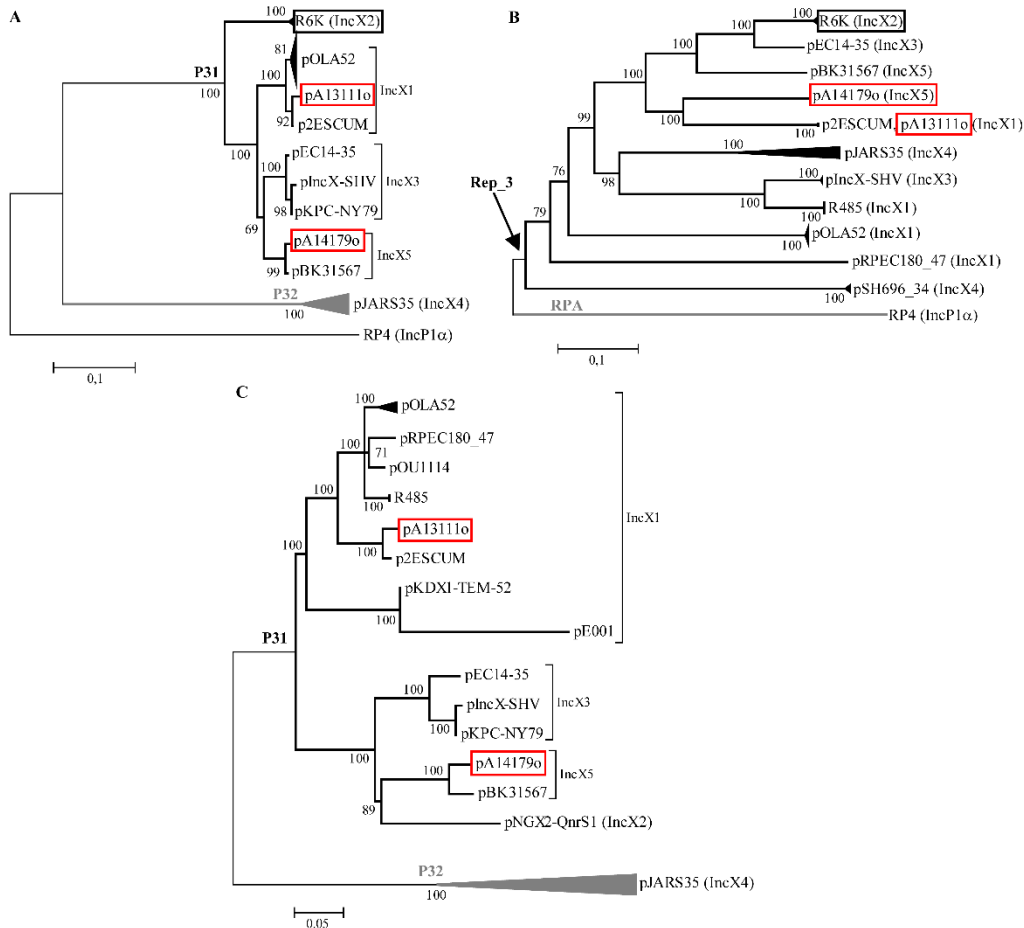 A
100
R6K (IncX2)
81
pOLA52
P31
100
100
pA13111o
IncX1
92
p2ESCUM
100
100
pEC14-35
pIncX-SHV
IncX3
98
pKPC-NY79
69
100
pA14179o
IncX5
99
pBK31567
P32
100
pJARS35 (IncX4)
RP4 (IncP1α)
0,1
B
100
R6K (IncX2)
100
pEC14-35 (IncX3)
100
pBK31567 (IncX5)
100
pA14179o (IncX5)
99
100
100
p2ESCUM, pA13111o (IncX1)
100
pJARS35 (IncX4)
98
100
pIncX-SHV (IncX3)
76
100
R485 (IncX1)
100
Rep_3
79
100
pOLA52 (IncX1)
pRPEC180_47 (IncX1)
100
pSH696_34 (IncX4)
RPA
RP4 (IncP1α)
0,1
C
100
pOLA52
pRPEC180_47
100
71
pOU1114
100
R485
IncX1
pA13111o
100
p2ESCUM
100
pKDXI-TEM-52
100
pE001
P31
pEC14-35
100
pIncX-SHV
IncX3
100
pKPC-NY79
100
pA14179o
100
IncX5
pBK31567
89
pNGX2-QnrS1 (IncX2)
P32
100
pJARS35 (IncX4)
0.05